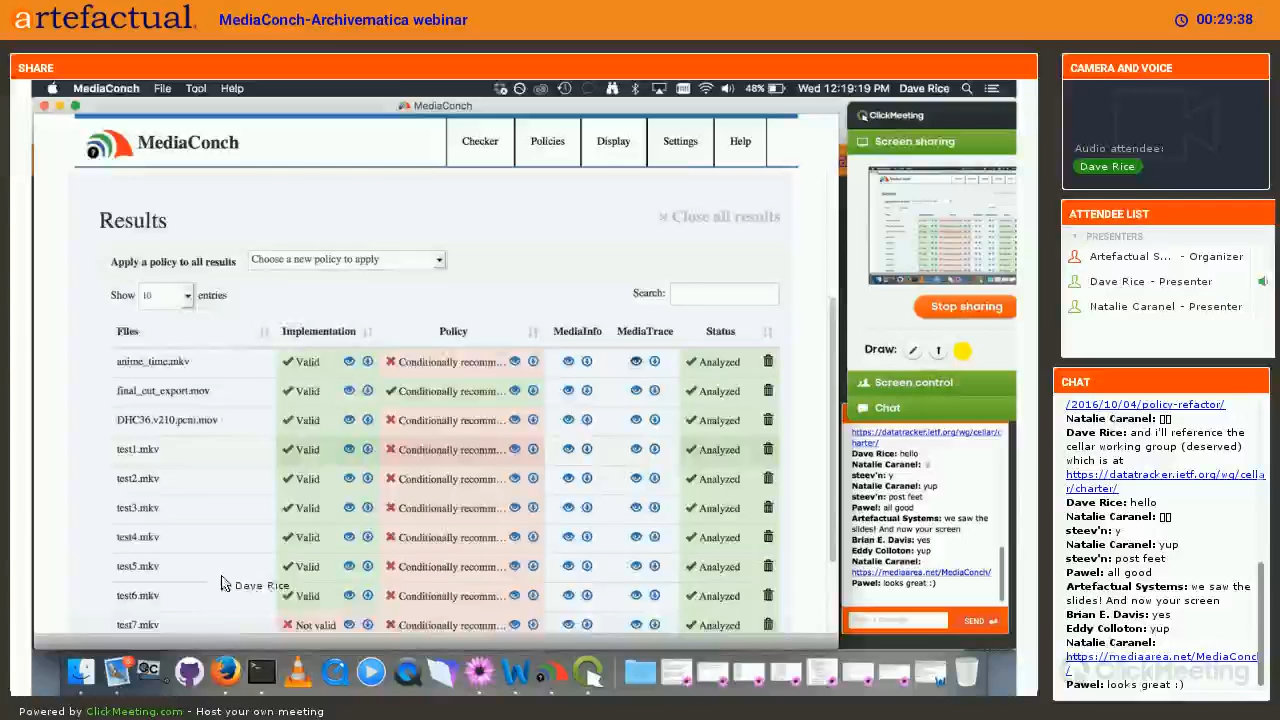 artefactual
MediaConch-Archivematica webinar
00:29:38
SHARE
MediaConch File Tool Help
48% Wed 12:19:19 PM Dave Rice
MediaConch
MediaConch
Checker
Policies
Display
Settings
Help
Results
× Close all results
Apply a policy to all results
Choose a new policy to apply
Show 10 entries
Search:
Files Implementation Policy MediaInfo MediaTrace Status
anime_time.mkv Valid Conditionally recomm... Analyzed
final_cut_export.mov Valid Conditionally recomm... Analyzed
DHC36.v210.pcni.mov Valid Conditionally recomm... Analyzed
test1.mkv Valid Conditionally recomm... Analyzed
test2.mkv Valid Conditionally recomm... Analyzed
test3.mkv Valid Conditionally recomm... Analyzed
test4.mkv Valid Conditionally recomm... Analyzed
test5.mkv Valid Conditionally recomm... Analyzed
Dave Rice
test6.mkv Valid Conditionally recomm... Analyzed
test7.mkv Not valid Conditionally recomm... Analyzed
ClickMeeting
Screen sharing
Stop sharing
Draw:
Screen control
Chat
https://datatracker.ietf.org/wg/cellar/c
harter/
Dave Rice: hello
Natalie Caranel:
steev'n: y
Natalie Caranel: yup
steev'n: post feet
Pawel: all good
Artefactual Systems: we saw the
slides! And now your screen
Brian E. Davis: yes
Eddy Colloton: yup
Natalie Caranel:
https://mediaarea.net/MediaConch/
Pawel: looks great :)
SEND
CAMERA AND VOICE
Audio attendee:
Dave Rice
ATTENDEE LIST
PRESENTERS
Artefactual S... - Organizer
Dave Rice - Presenter
Natalie Caranel - Presenter
CHAT
/2016/10/04/policy-refactor/
Natalie Caranel:
Dave Rice: and i'll reference the
cellar working group (deserved)
which is at
https://datatracker.ietf.org/wg/cella
r/charter/
Dave Rice: hello
Natalie Caranel:
steev'n: y
Natalie Caranel: yup
steev'n: post feet
Pawel: all good
Artefactual Systems: we saw the
slides! And now your screen
Brian E. Davis: yes
Eddy Colloton: yup
Natalie Caranel:
https://mediaarea.net/MediaConch
/
Pawel: looks great :)
ClickMeeting
Powered by ClickMeeting.com - Host your own meeting